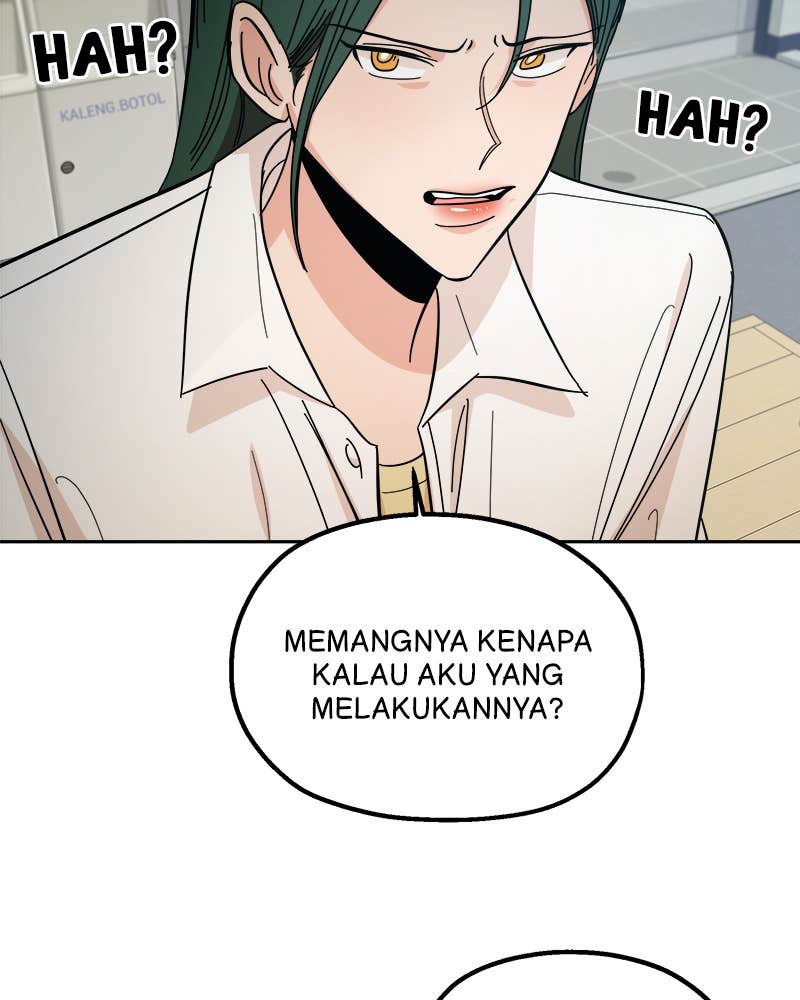 HAH?
KALENG.BOTOL
HAH?
MEMANGNYA KENAPA
KALAU AKU YANG
MELAKUKANNYA?